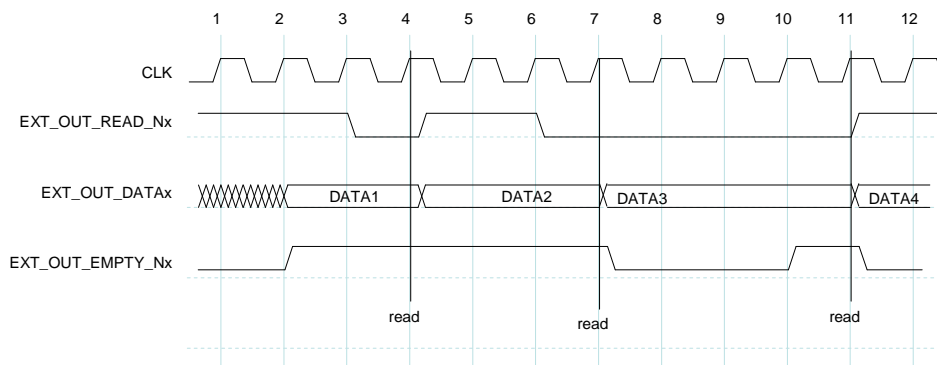 1 2 3 4 5 6 7 8 9 10 11 12
CLK
EXT_OUT_READ_Nx
EXT_OUT_DATAx DATA1 DATA2 DATA3 DATA4
EXT_OUT_EMPTY_Nx
read read read